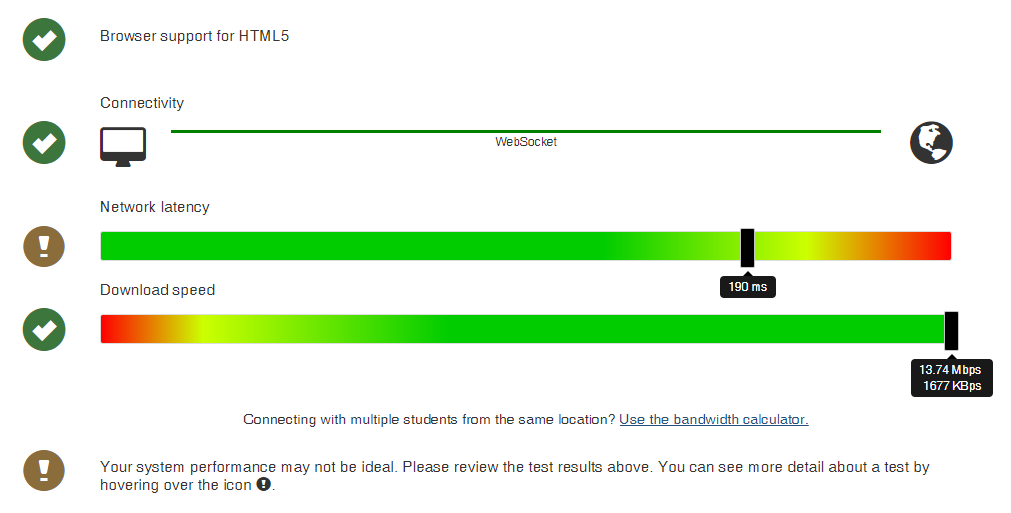 Browser support for HTML5
Connectivity
WebSocket
Network latency
190 ms
Download speed
13.74 Mbps
1677 KBps
Connecting with multiple students from the same location? Use the bandwidth calculator.
Your system performance may not be ideal. Please review the test results above. You can see more detail about a test by
hovering over the icon .